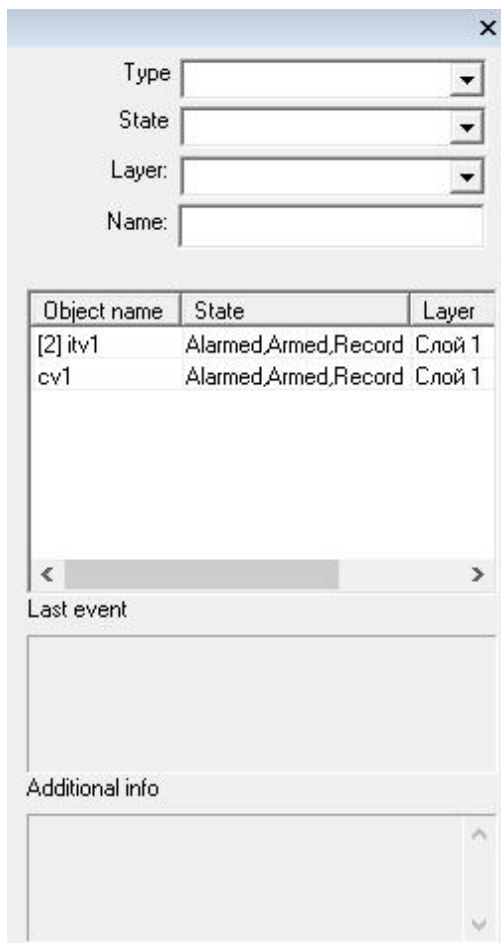 Type
State
Layer:
Name:
Object name State Layer
[2] itv1 Alarmed,Armed,Record Слой 1
cv1 Alarmed,Armed,Record Слой 1
Last event
Additional info